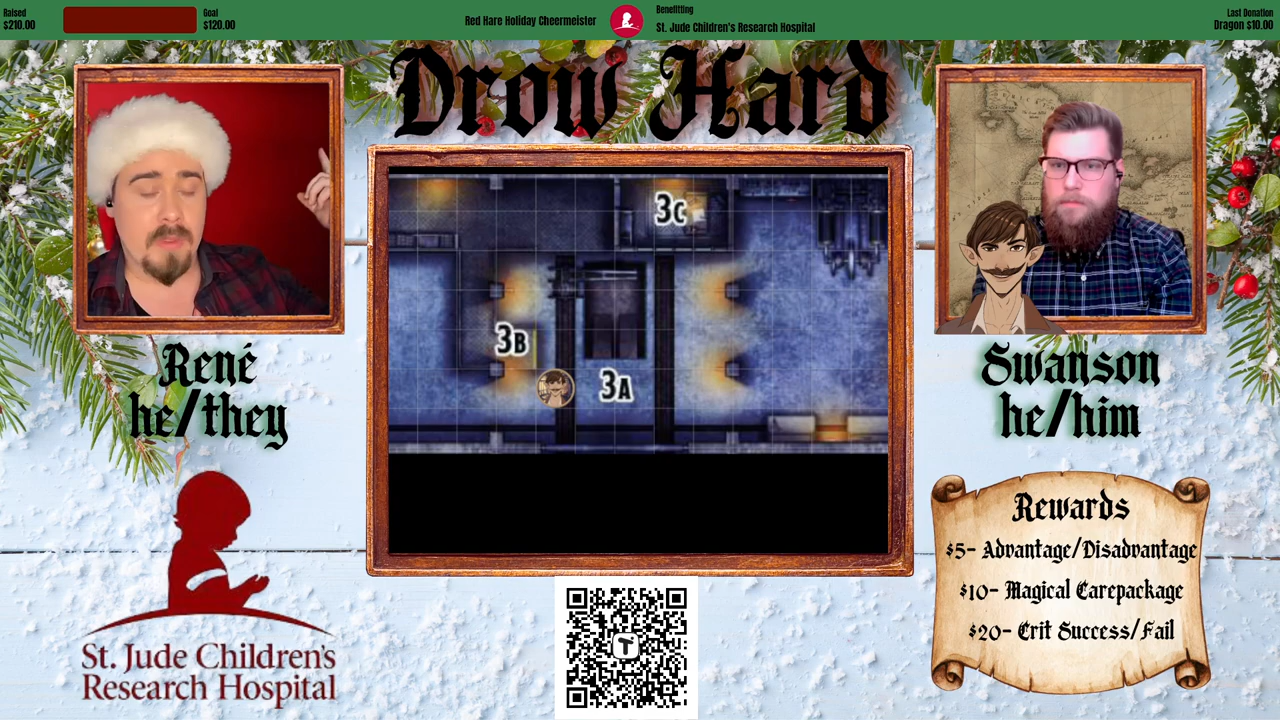 Raised
$210.00
Goal
$120.00
Red Hare Holiday Cheermeister
Benefitting
St. Jude Children's Research Hospital
Last Donation
Dragon $10.00
Drow Hard
3C
3B
3A
René
he/they
Swanson
he/him
St. Jude Children's
Research Hospital
T
Rewards
$5- Advantage/Disadvantage
$10- Magical Carepackage
$20- Crit Success/Fail